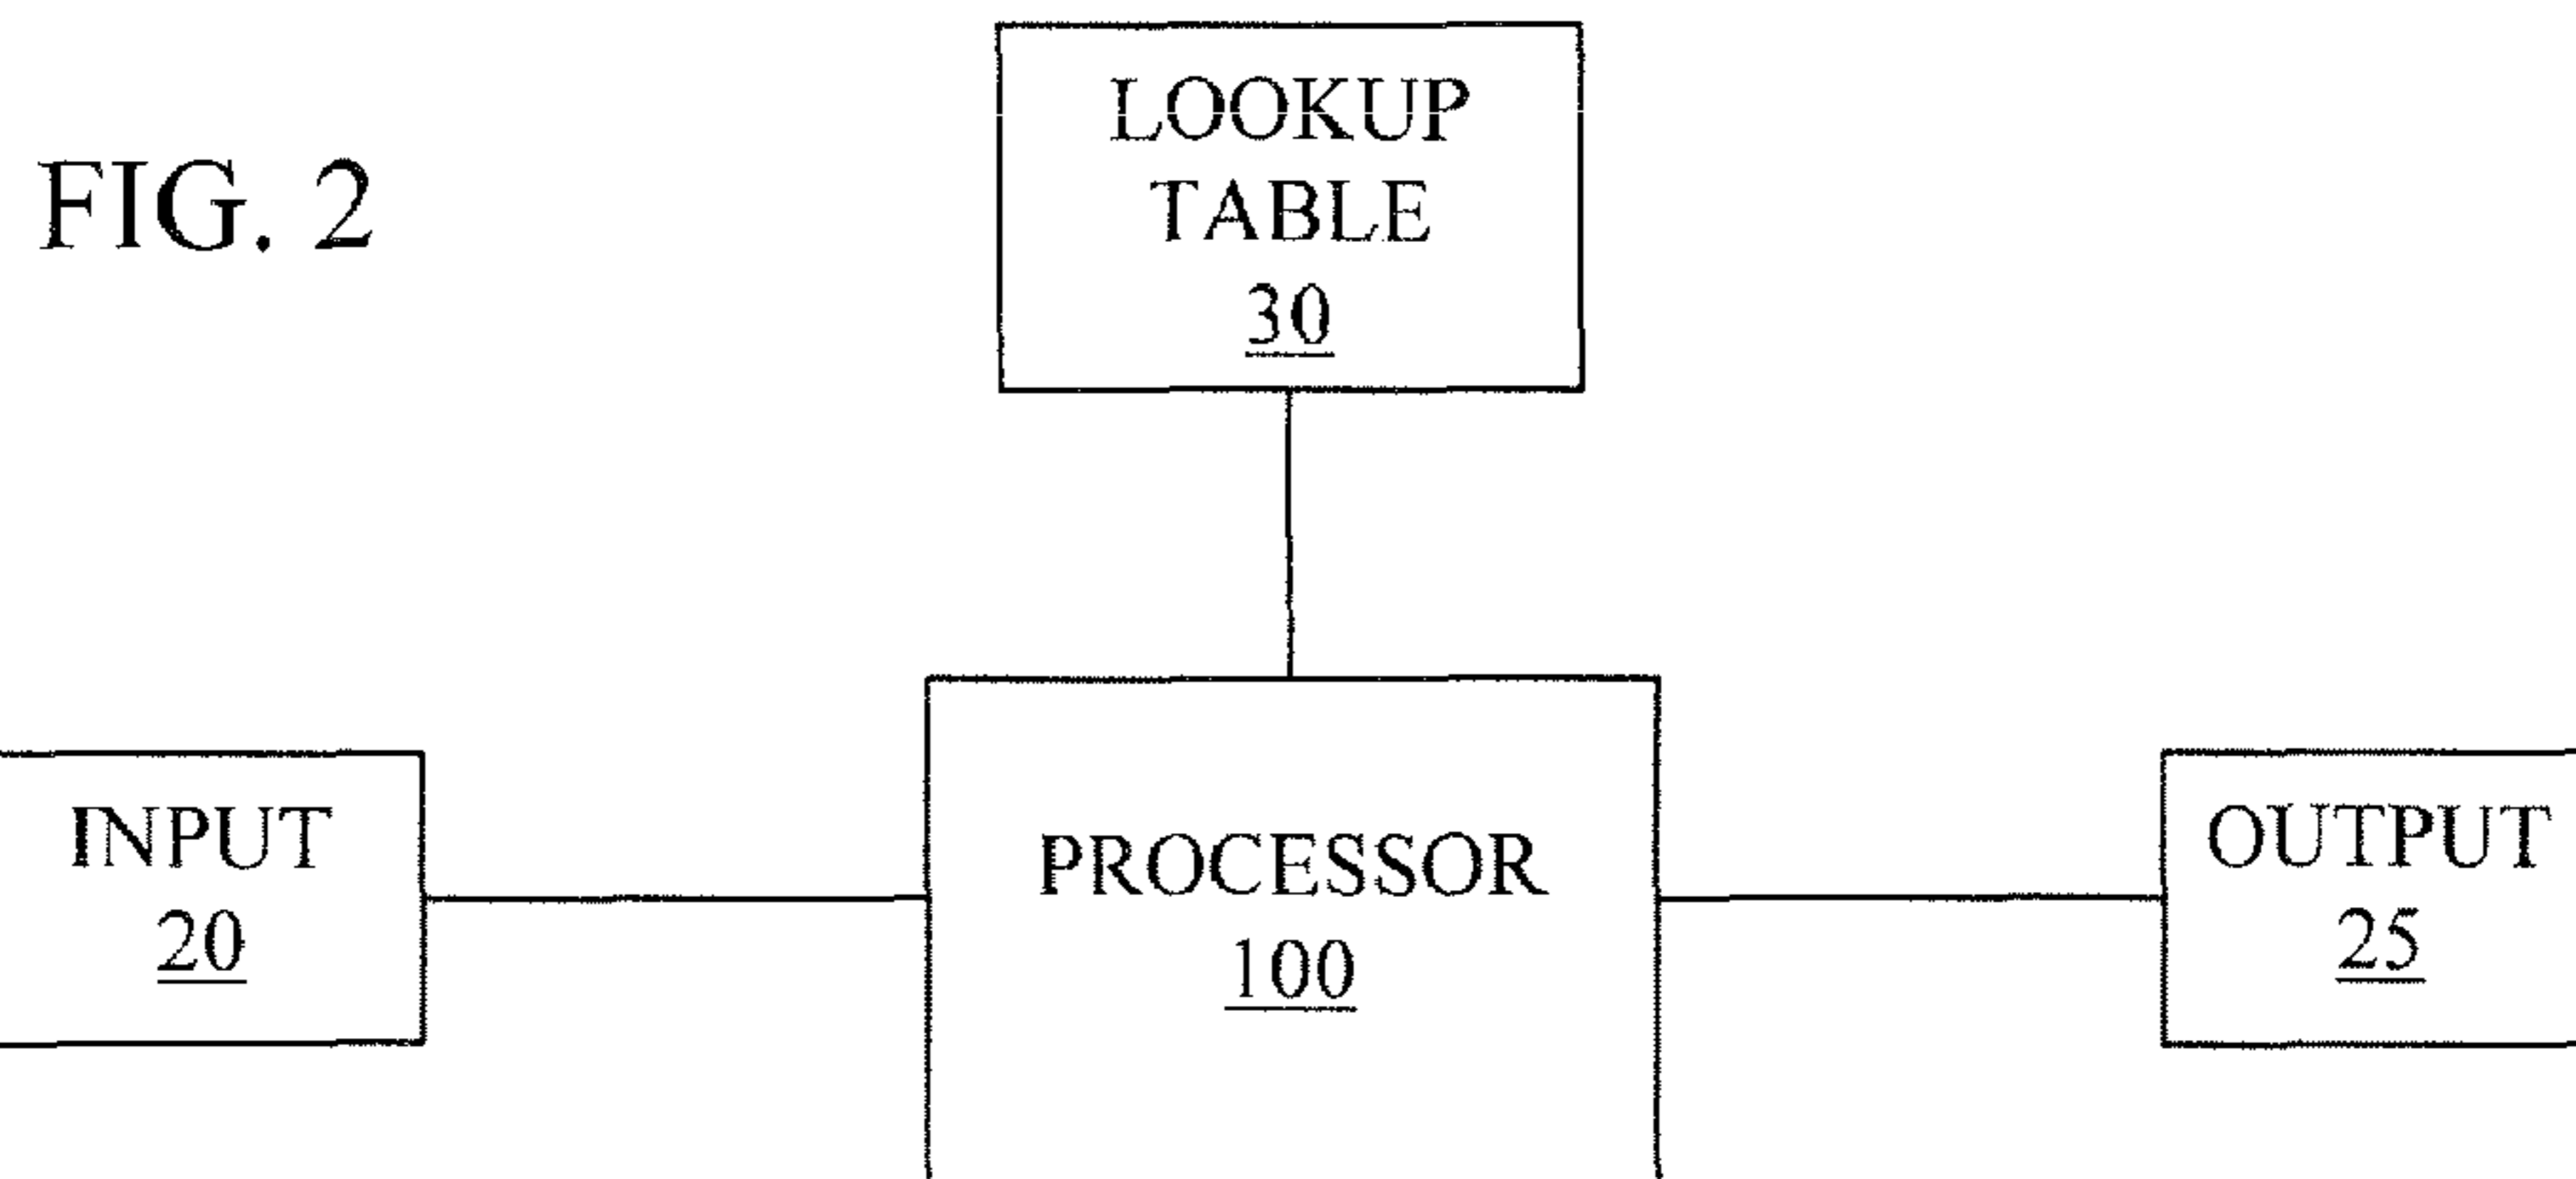 FIG. 2
LOOKUP
TABLE
30
INPUT
20
PROCESSOR
100
OUTPUT
25